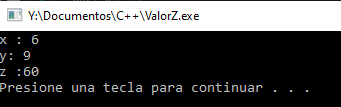 Y:\Documentos\C++\ValorZ.exe
x : 6
y: 9
z :60
Presione una tecla para continuar . . .